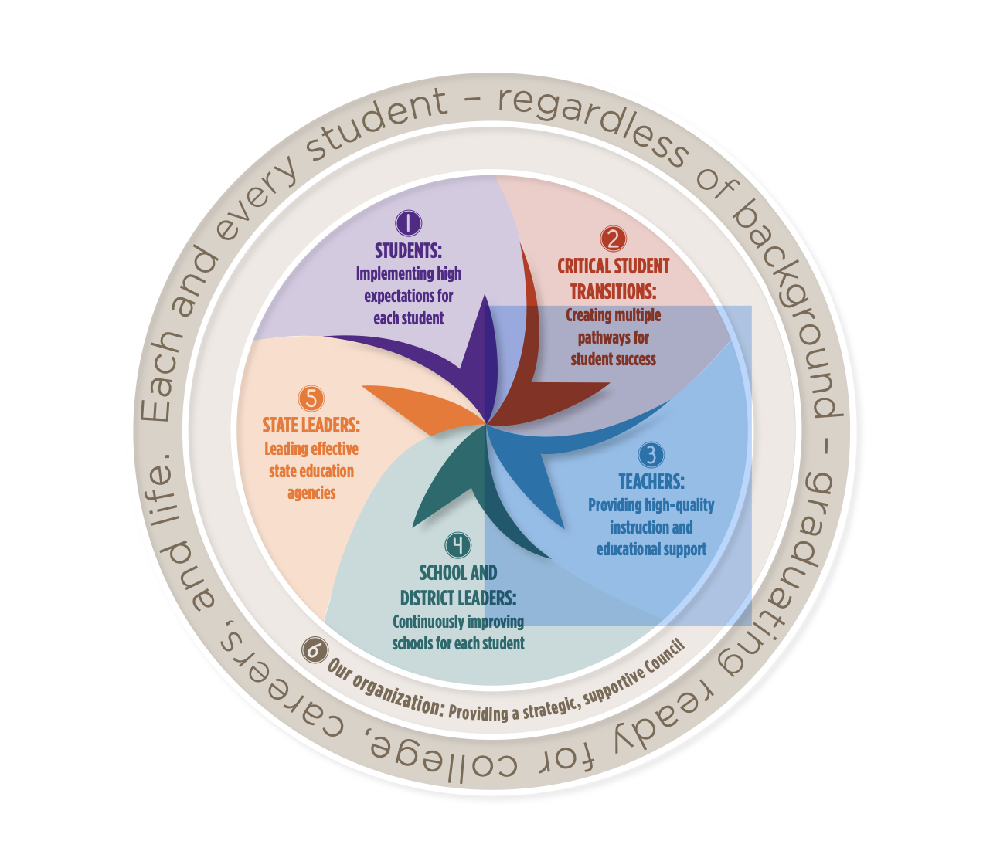 Each and every student – regardless of background – graduating ready for college, careers, and life.
1
STUDENTS:
Implementing high
expectations for
each student
2
CRITICAL STUDENT
TRANSITIONS:
Creating multiple
pathways for
student success
3
TEACHERS:
Providing high-quality
instruction and
educational support
4
SCHOOL AND
DISTRICT LEADERS:
Continuously improving
schools for each student
5
STATE LEADERS:
Leading effective
state education
agencies
6 Our organization: Providing a strategic, supportive Council